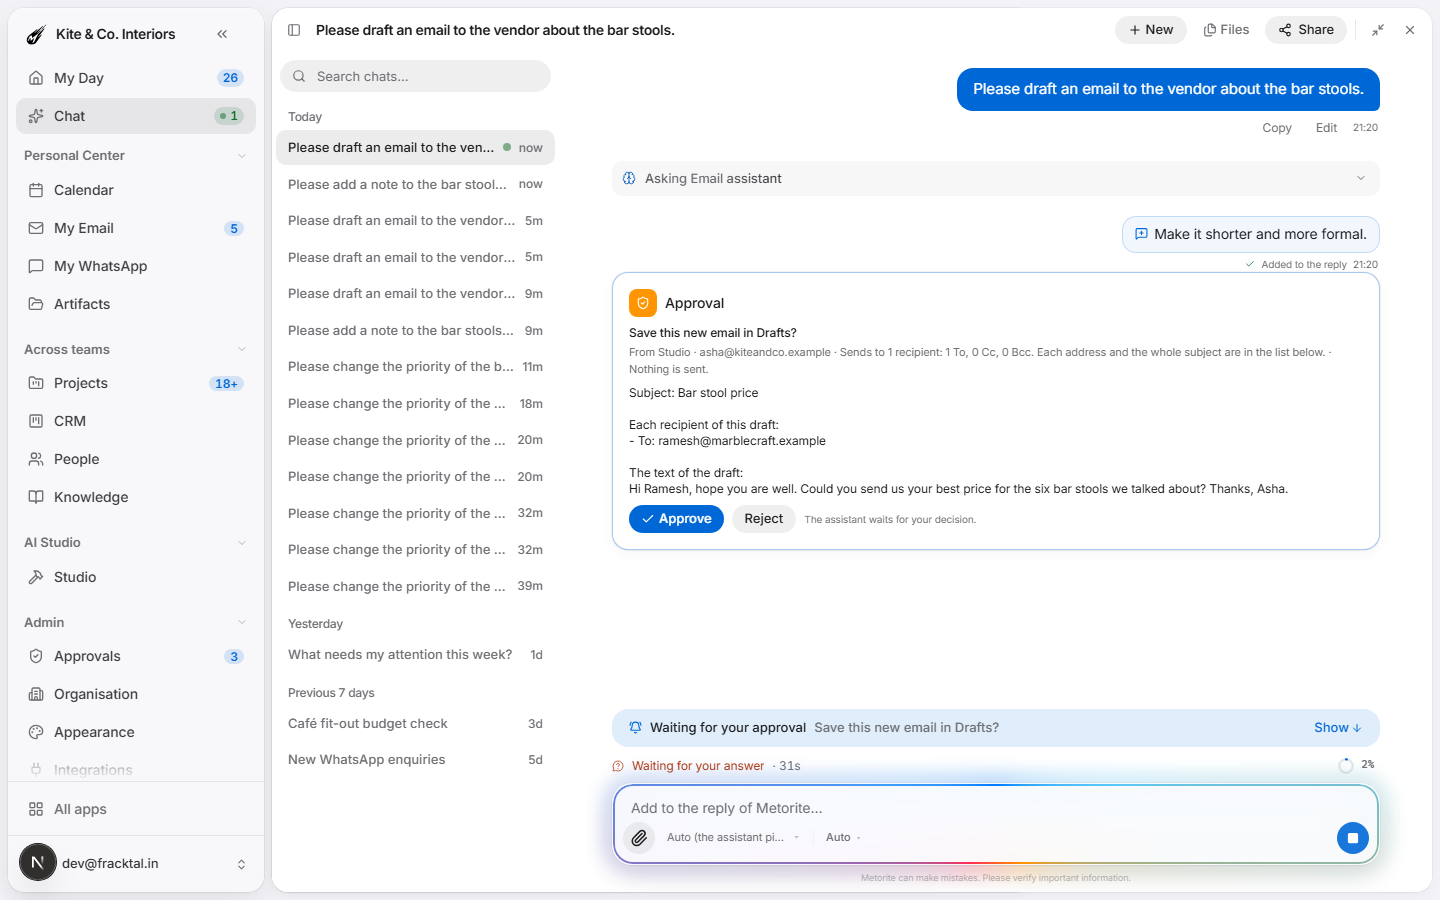 Kite & Co. Interiors
My Day
26
Chat
1
Personal Center
Calendar
My Email
5
My WhatsApp
Artifacts
Across teams
Projects
18+
CRM
People
Knowledge
AI Studio
Studio
Admin
Approvals
3
Organisation
Appearance
Integrations
All apps
N
dev@fracktal.in
Please draft an email to the vendor about the bar stools.
New
Files
Share
Search chats...
Today
Please draft an email to the ven... now
Please add a note to the bar stool... now
Please draft an email to the vendor... 5m
Please draft an email to the vendor... 5m
Please draft an email to the vendor... 9m
Please add a note to the bar stools... 9m
Please change the priority of the b... 11m
Please change the priority of the ... 18m
Please change the priority of the ... 20m
Please change the priority of the ... 20m
Please change the priority of the ... 32m
Please change the priority of the ... 32m
Please change the priority of the ... 39m
Yesterday
What needs my attention this week? 1d
Previous 7 days
Café fit-out budget check 3d
New WhatsApp enquiries 5d
Please draft an email to the vendor about the bar stools.
Copy Edit 21:20
Asking Email assistant
Make it shorter and more formal.
Added to the reply 21:20
Approval
Save this new email in Drafts?
From Studio · asha@kiteandco.example · Sends to 1 recipient: 1 To, 0 Cc, 0 Bcc. Each address and the whole subject are in the list below. ·
Nothing is sent.
Subject: Bar stool price
Each recipient of this draft:
- To: ramesh@marblecraft.example
The text of the draft:
Hi Ramesh, hope you are well. Could you send us your best price for the six bar stools we talked about? Thanks, Asha.
Approve
Reject
The assistant waits for your decision.
Waiting for your approval Save this new email in Drafts?
Show ↓
Waiting for your answer · 31s
2%
Add to the reply of Metorite...
Auto (the assistant pi...
Auto
Metorite can make mistakes. Please verify important information.